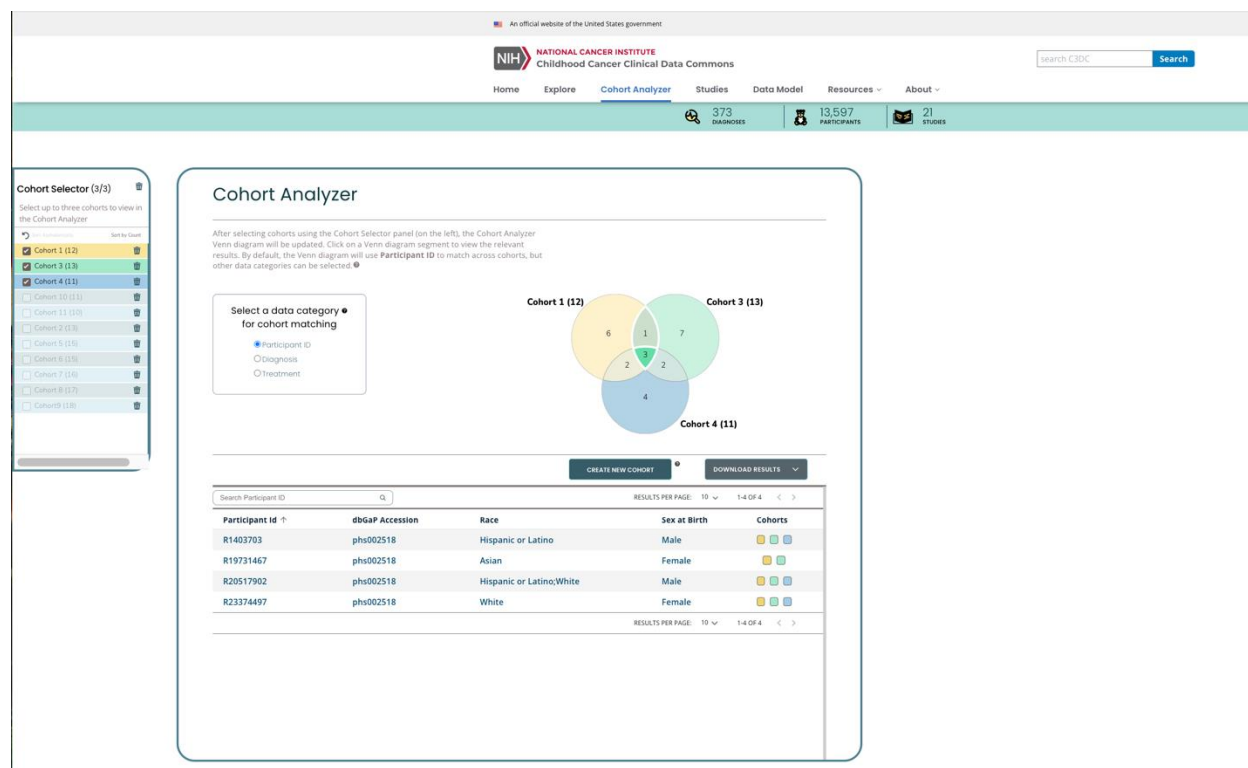 An official website of the United States government
NIH
NATIONAL CANCER INSTITUTE
Childhood Cancer Clinical Data Commons
search C3DC
Search
Home Explore Cohort Analyzer Studies Data Model Resources About
373 DIAGNOSES
13,597 PARTICIPANTS
21 STUDIES
Cohort Selector (3/3)
Select up to three cohorts to view in
the Cohort Analyzer
Sort by Count
Cohort 1 (12)
Cohort 3 (13)
Cohort 4 (11)
Cohort 10 (11)
Cohort 11 (10)
Cohort 2 (13)
Cohort 5 (15)
Cohort 6 (15)
Cohort 7 (16)
Cohort 8 (17)
Cohort9 (18)
Cohort Analyzer
After selecting cohorts using the Cohort Selector panel (on the left), the Cohort Analyzer
Venn diagram will be updated. Click on a Venn diagram segment to view the relevant
results. By default, the Venn diagram will use Participant ID to match across cohorts, but
other data categories can be selected.
Select a data category
for cohort matching
Participant ID
Diagnosis
Treatment
Cohort 1 (12)
Cohort 3 (13)
6 1 7
3
2 2
4
Cohort 4 (11)
CREATE NEW COHORT
DOWNLOAD RESULTS
Search Participant ID
RESULTS PER PAGE: 10 1-4 OF 4
Participant Id dbGaP Accession Race Sex at Birth Cohorts
R1403703 phs002518 Hispanic or Latino Male
R19731467 phs002518 Asian Female
R20517902 phs002518 Hispanic or Latino;White Male
R23374497 phs002518 White Female
RESULTS PER PAGE: 10 1-4 OF 4